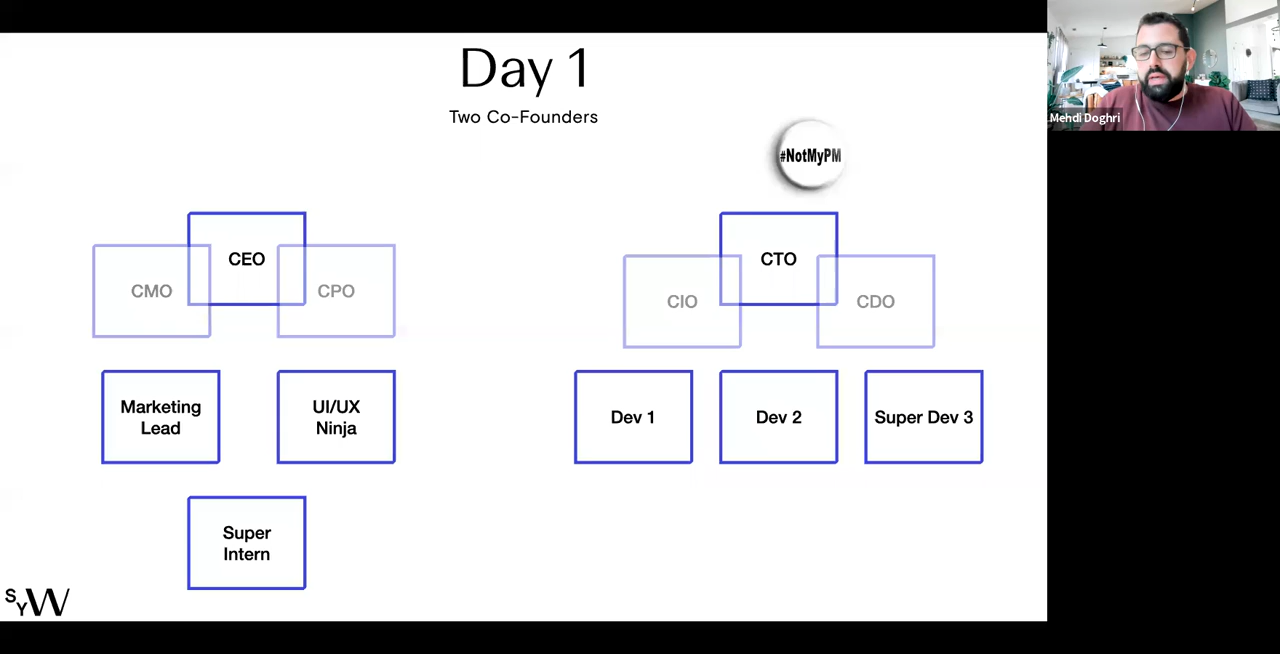 Day 1
Two Co-Founders
#NotMyPM
Mehdi Doghri
CEO
CMO
CPO
CTO
CIO
CDO
Marketing
Lead
UI/UX
Ninja
Dev 1
Dev 2
Super Dev 3
Super
Intern
SYW